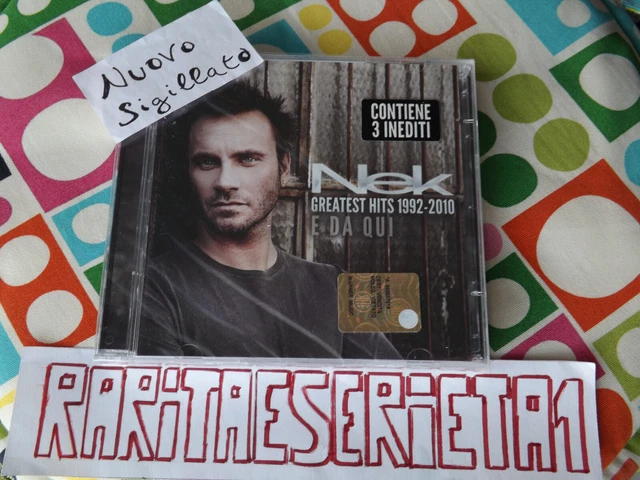 Nuovo
Sigillato
CONTIENE
3 INEDITI
Nek
GREATEST HITS 1992-2010
E DA QUI
RARITAESERIETA1